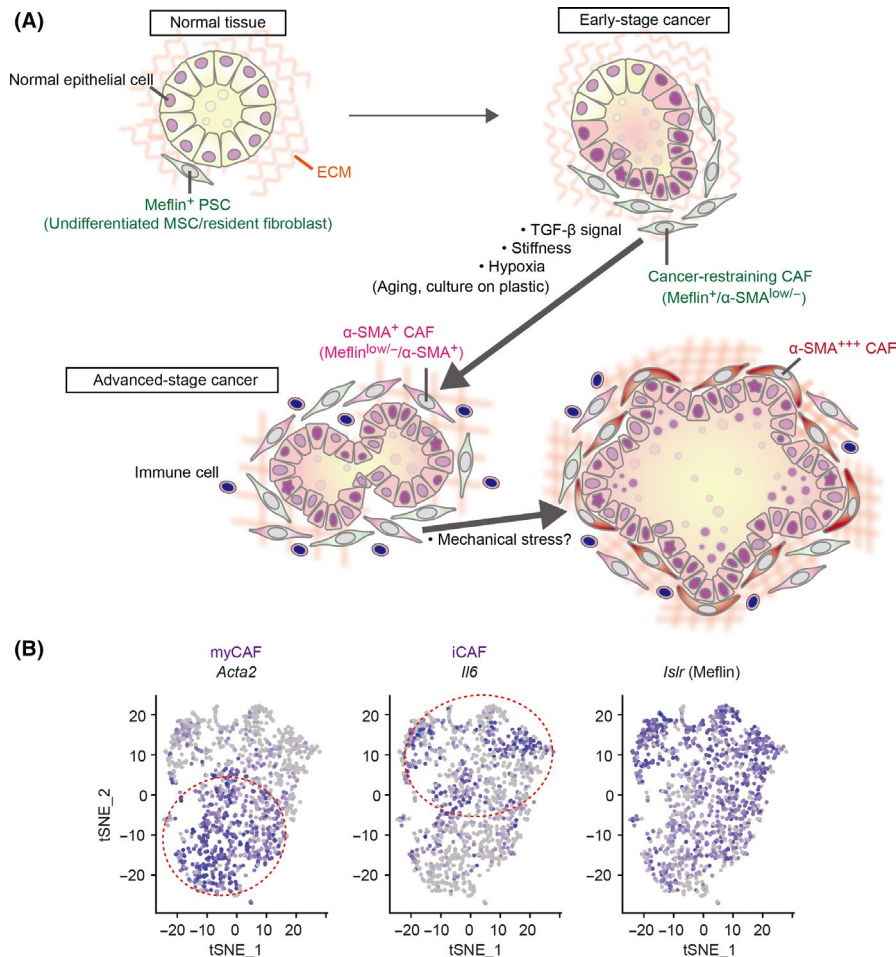 (A)
Normal tissue
Early-stage cancer
Normal epithelial cell
ECM
Meflin⁺ PSC
(Undifferentiated MSC/resident fibroblast)
• TGF-β signal
• Stiffness
• Hypoxia
(Aging, culture on plastic)
Cancer-restraining CAF
(Meflin⁺/α-SMAˡᵒʷ/⁻)
α-SMA⁺ CAF
(Meflinˡᵒʷ/⁻/α-SMA⁺)
α-SMA⁺⁺⁺ CAF
Advanced-stage cancer
Immune cell
• Mechanical stress?
(B)
myCAF
Acta2
iCAF
Il6
Islr (Meflin)
tSNE_2
20
10
0
−10
−20
−20 −10 0 10 20
tSNE_1
20
10
0
−10
−20
−20 −10 0 10 20
tSNE_1
20
10
0
−10
−20
−20 −10 0 10 20
tSNE_1